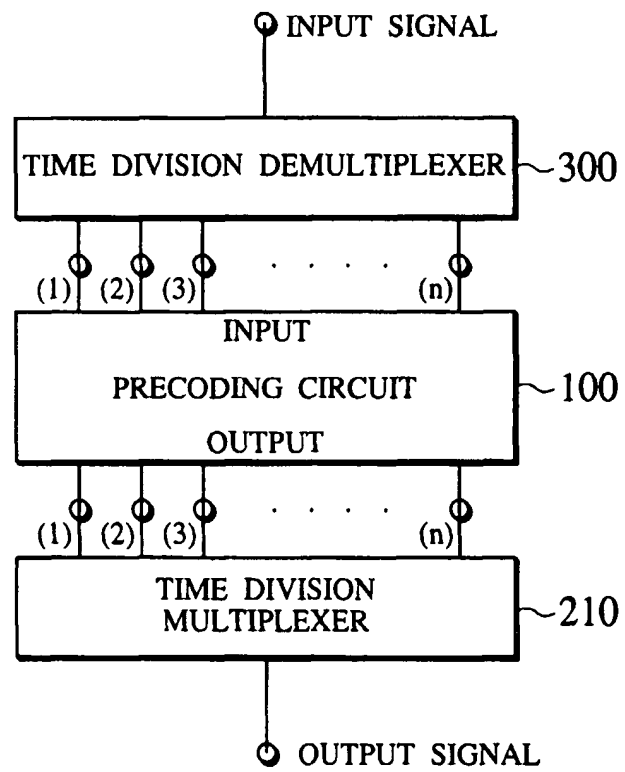 INPUT SIGNAL
TIME DIVISION DEMULTIPLEXER
300
(1) (2) (3) . . . . (n)
INPUT
PRECODING CIRCUIT
100
OUTPUT
(1) (2) (3) . . . . (n)
TIME DIVISION
MULTIPLEXER
210
OUTPUT SIGNAL